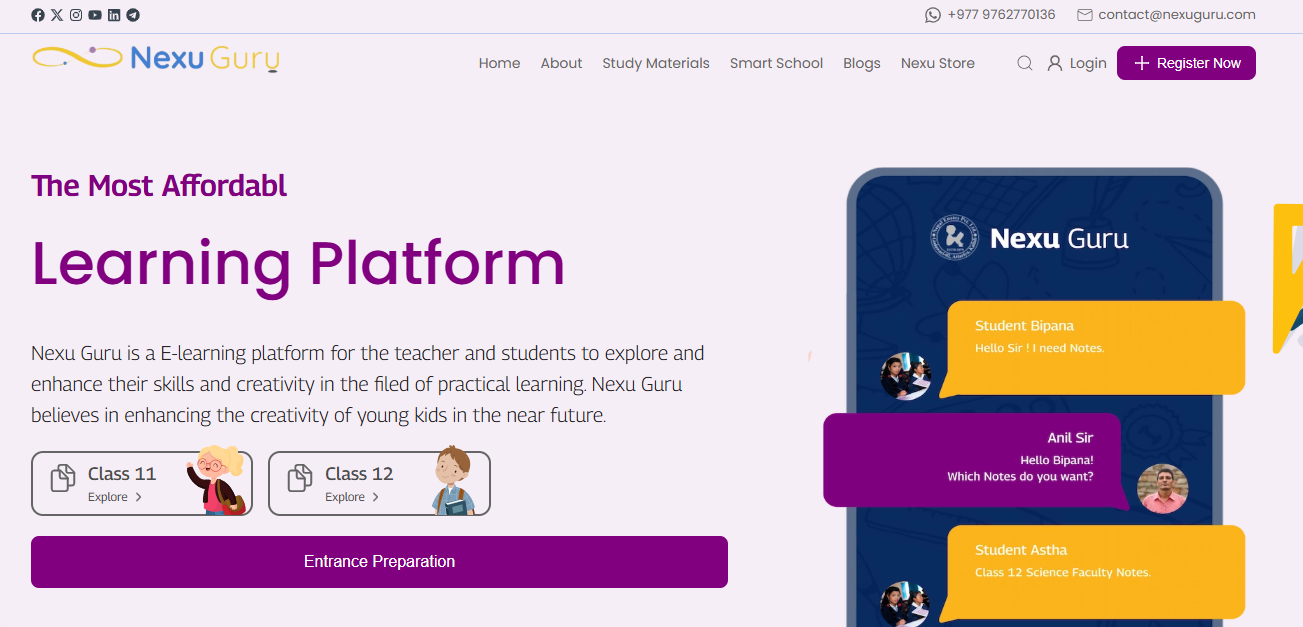 +977 9762770136
contact@nexuguru.com
Nexu Guru
Home
About
Study Materials
Smart School
Blogs
Nexu Store
Login
Register Now
The Most Affordabl
Learning Platform
Nexu Guru is a E-learning platform for the teacher and students to explore and
enhance their skills and creativity in the filed of practical learning. Nexu Guru
believes in enhancing the creativity of young kids in the near future.
Class 11
Explore
Class 12
Explore
Entrance Preparation
Nexu Guru
Student Bipana
Hello Sir ! I need Notes.
Anil Sir
Hello Bipana!
Which Notes do you want?
Student Astha
Class 12 Science Faculty Notes.